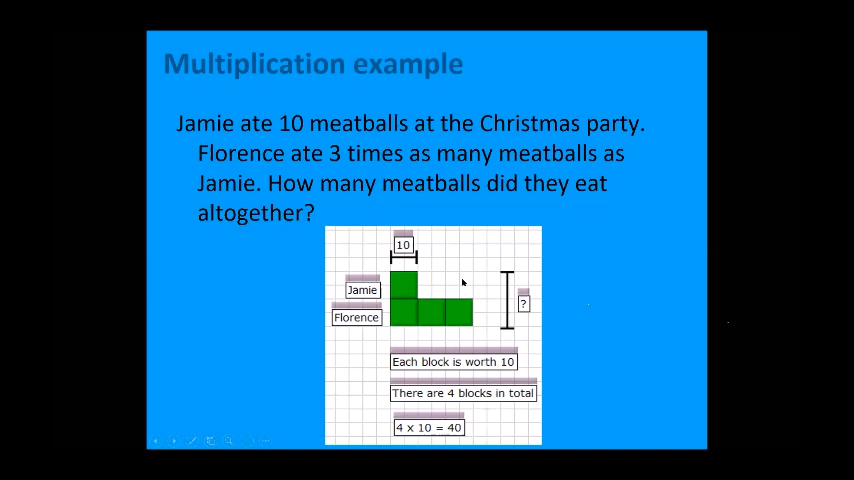 Multiplication example
Jamie ate 10 meatballs at the Christmas party.
Florence ate 3 times as many meatballs as
Jamie. How many meatballs did they eat
altogether?
10
Jamie
?
Florence
Each block is worth 10
There are 4 blocks in total
4 x 10 = 40